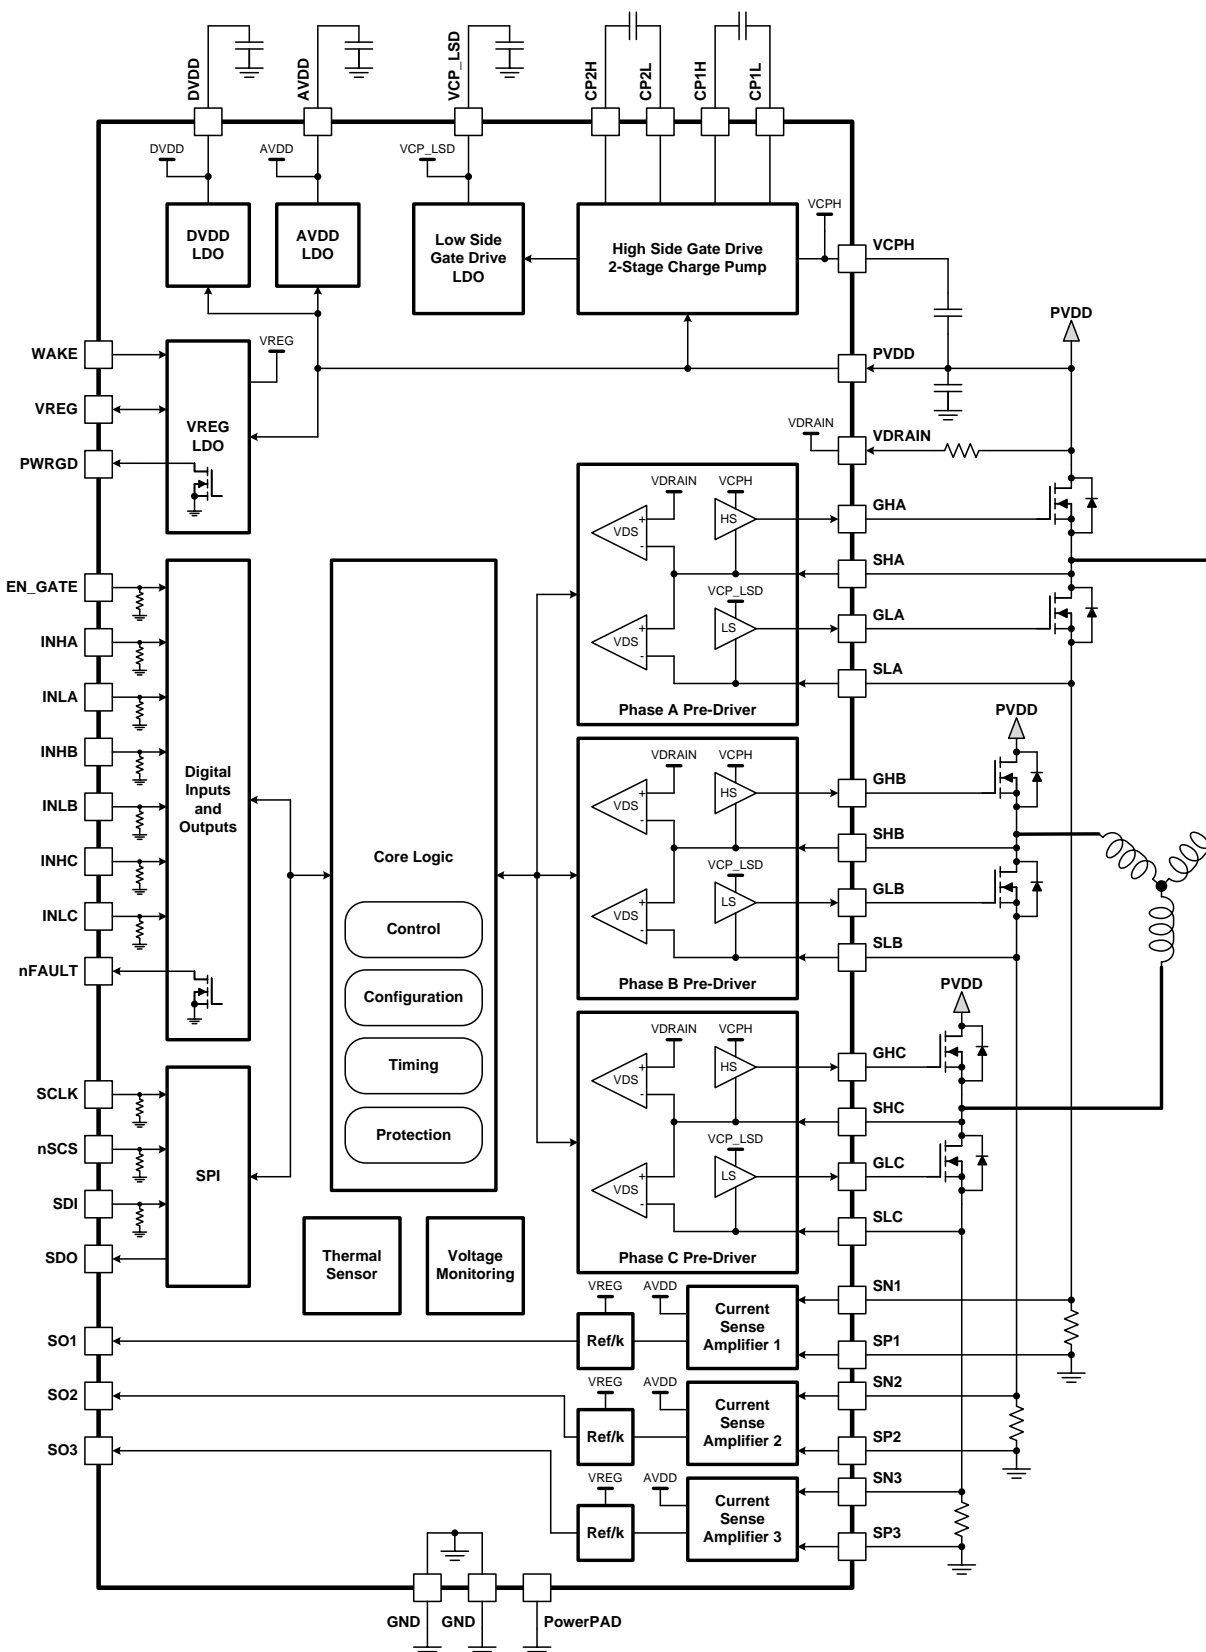 DVDD
AVDD
VCP_LSD
CP2H
CP2L
CP1H
CP1L
DVDD
AVDD
VCP_LSD
VCPH
DVDD
LDO
AVDD
LDO
Low Side
Gate Drive
LDO
High Side Gate Drive
2-Stage Charge Pump
VCPH
PVDD
WAKE
VREG
PVDD
VREG
VREG
LDO
PWRGD
VDRAIN
VDRAIN
VDRAIN
VCPH
VDS
+
-
HS
GHA
SHA
VCP_LSD
VDS
+
-
LS
GLA
SLA
Phase A Pre-Driver
EN_GATE
INHA
INLA
INHB
INLB
INHC
INLC
nFAULT
Digital
Inputs
and
Outputs
Core Logic
Control
Configuration
Timing
Protection
PVDD
VDRAIN
VCPH
VDS
+
-
HS
GHB
SHB
VCP_LSD
VDS
+
-
LS
GLB
SLB
Phase B Pre-Driver
PVDD
VDRAIN
VCPH
VDS
+
-
HS
GHC
SHC
VCP_LSD
VDS
+
-
LS
GLC
SLC
Phase C Pre-Driver
SCLK
nSCS
SDI
SDO
SPI
Thermal
Sensor
Voltage
Monitoring
SO1
VREG
AVDD
Ref/k
Current
Sense
Amplifier 1
SN1
SP1
SO2
VREG
AVDD
Ref/k
Current
Sense
Amplifier 2
SN2
SP2
SO3
VREG
AVDD
Ref/k
Current
Sense
Amplifier 3
SN3
SP3
GND
GND
PowerPAD